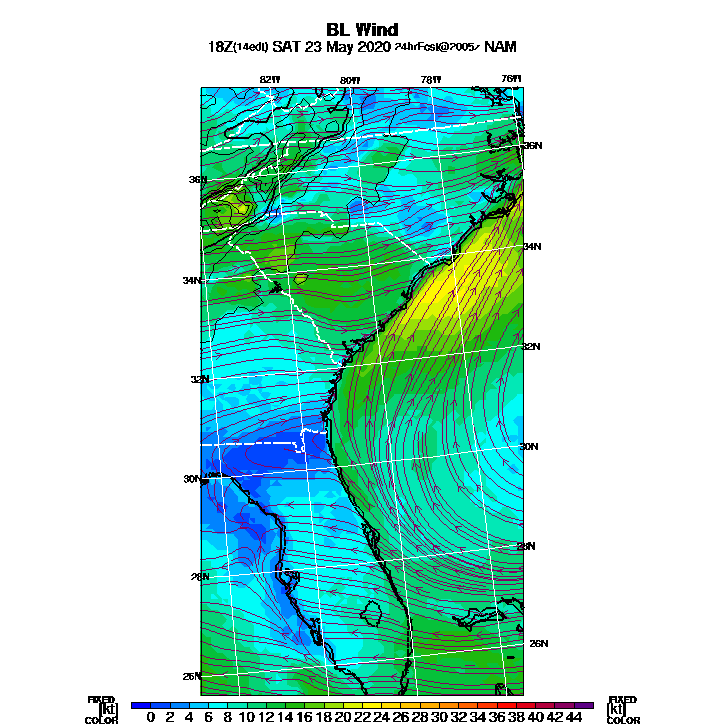 BL Wind
18Z(14edt) SAT 23 May 2020 24hrFcst@2005z NAM
82W 80W 78W 76W
36N
36N
34N
34N
32N
32N
30N
30N
28N
28N
26N
26N
FIXED FIXED
[kt] 0 2 4 6 8 10 12 14 16 18 20 22 24 26 28 30 32 34 36 38 40 42 44 [kt]
COLOR COLOR